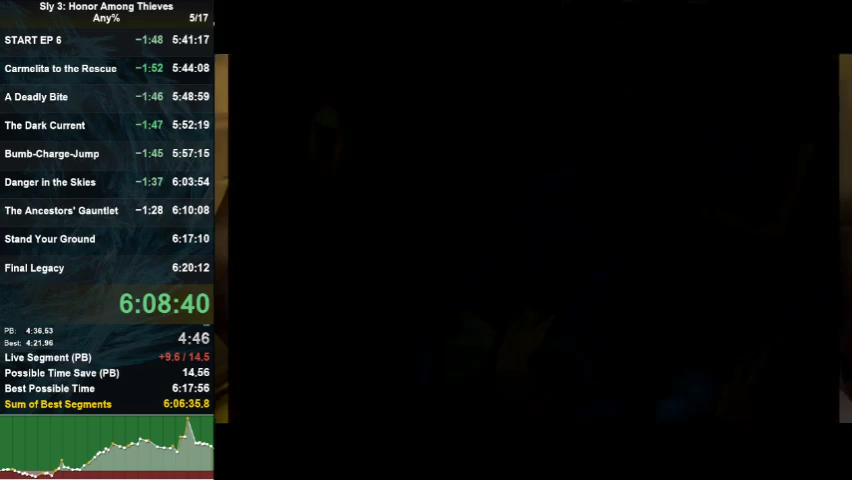 Sly 3: Honor Among Thieves
Any% 5/17
START EP 6 −1:48 5:41:17
Carmelita to the Rescue −1:52 5:44:08
A Deadly Bite −1:46 5:48:59
The Dark Current −1:47 5:52:19
Bumb-Charge-Jump −1:45 5:57:15
Danger in the Skies −1:37 6:03:54
The Ancestors' Gauntlet −1:28 6:10:08
Stand Your Ground 6:17:10
Final Legacy 6:20:12
6:08:40
PB: 4:36.53
Best: 4:21.96
4:46
Live Segment (PB) +9.6 / 14.5
Possible Time Save (PB) 14.56
Best Possible Time 6:17:56
Sum of Best Segments 6:06:35.8